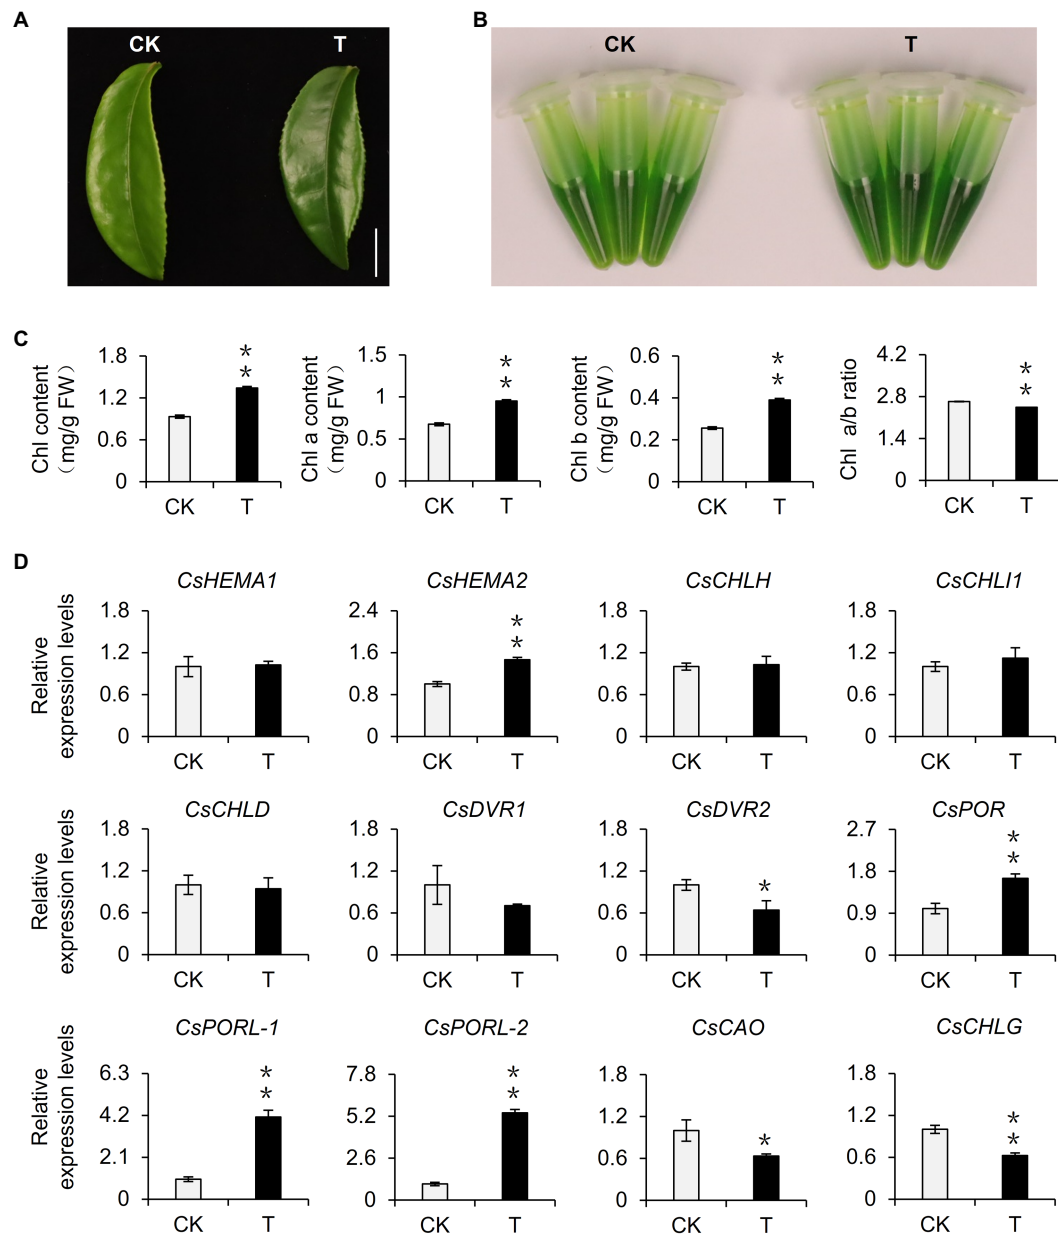 A
CK
T
B
CK
T
C
Chl content
（mg/g FW）
1.8
1.2
0.6
0
CK
T
**
Chl a content
（mg/g FW）
1.5
1
0.5
0
CK
T
**
Chl b content
（mg/g FW）
0.6
0.4
0.2
0
CK
T
**
Chl a/b ratio
4.2
2.8
1.4
0
CK
T
**
D
CsHEMA1
Relative
expression levels
1.8
1.2
0.6
0
CK
T
CsHEMA2
2.4
1.6
0.8
0
CK
T
**
CsCHLH
1.8
1.2
0.6
0
CK
T
CsCHLI1
1.8
1.2
0.6
0
CK
T
CsCHLD
Relative
expression levels
1.8
1.2
0.6
0
CK
T
CsDVR1
1.8
1.2
0.6
0
CK
T
CsDVR2
1.8
1.2
0.6
0
CK
T
*
CsPOR
2.7
1.8
0.9
0
CK
T
**
CsPORL-1
Relative
expression levels
6.3
4.2
2.1
0
CK
T
**
CsPORL-2
7.8
5.2
2.6
0
CK
T
**
CsCAO
1.8
1.2
0.6
0
CK
T
*
CsCHLG
1.8
1.2
0.6
0
CK
T
**